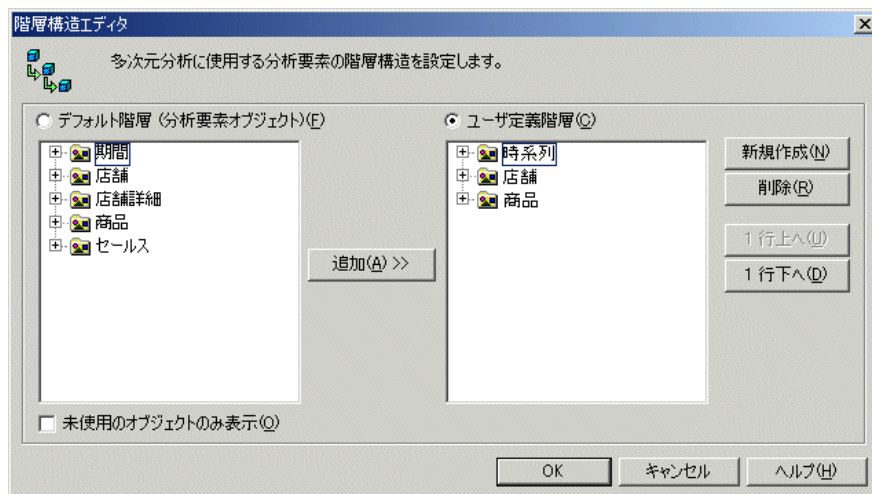 階層構造エディタ
多次元分析に使用する分析要素の階層構造を設定します。
デフォルト階層 (分析要素オブジェクト)(F)
ユーザ定義階層(C)
期間
店舗
店舗詳細
商品
セールス
追加(A) >>
時系列
店舗
商品
新規作成(N)
削除(R)
1 行上へ(U)
1 行下へ(D)
未使用のオブジェクトのみ表示(O)
OK
キャンセル
ヘルプ(H)